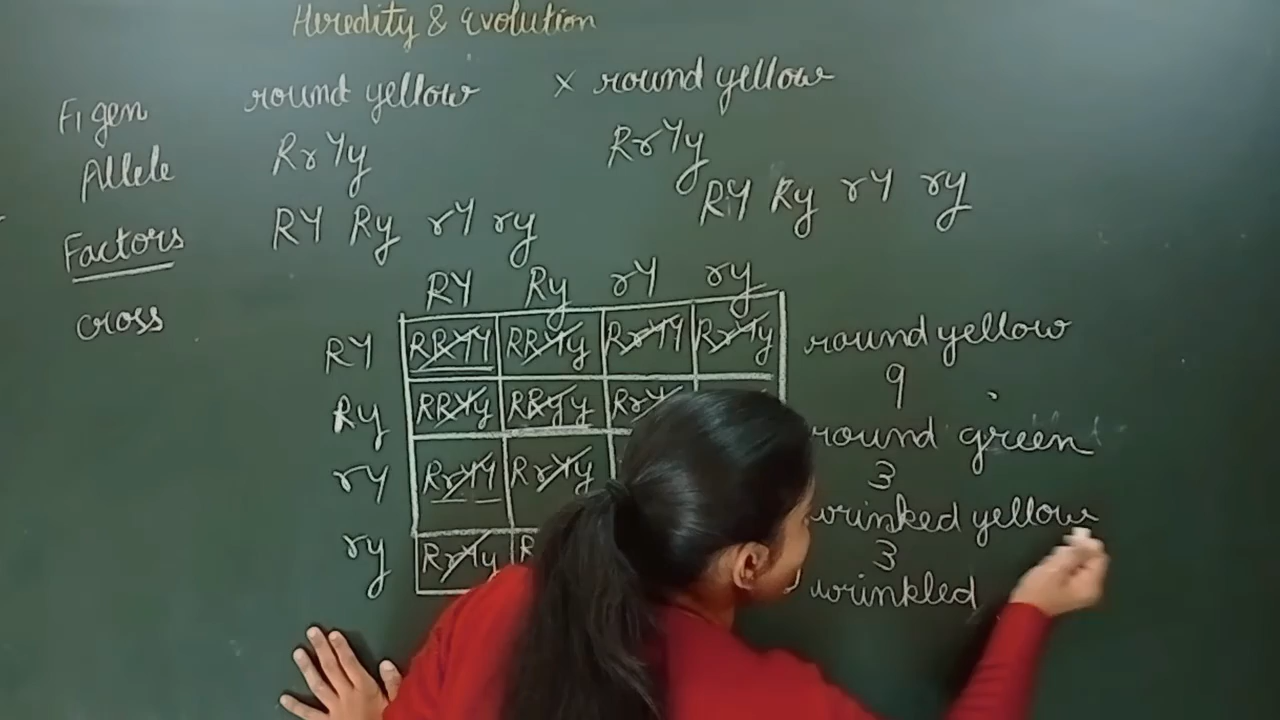 Heredity & Evolution
F1 gen round yellow × round yellow
Allele RrYy RrYy
Factors RY Ry rY ry RY Ry rY ry
cross
RY Ry rY ry
RY RRYY RRYy RrYY RrYy round yellow
9
Ry RRYy RRyy round green
3
rY RrYY RrYy wrinked yellow
3
ry RrYy wrinkled